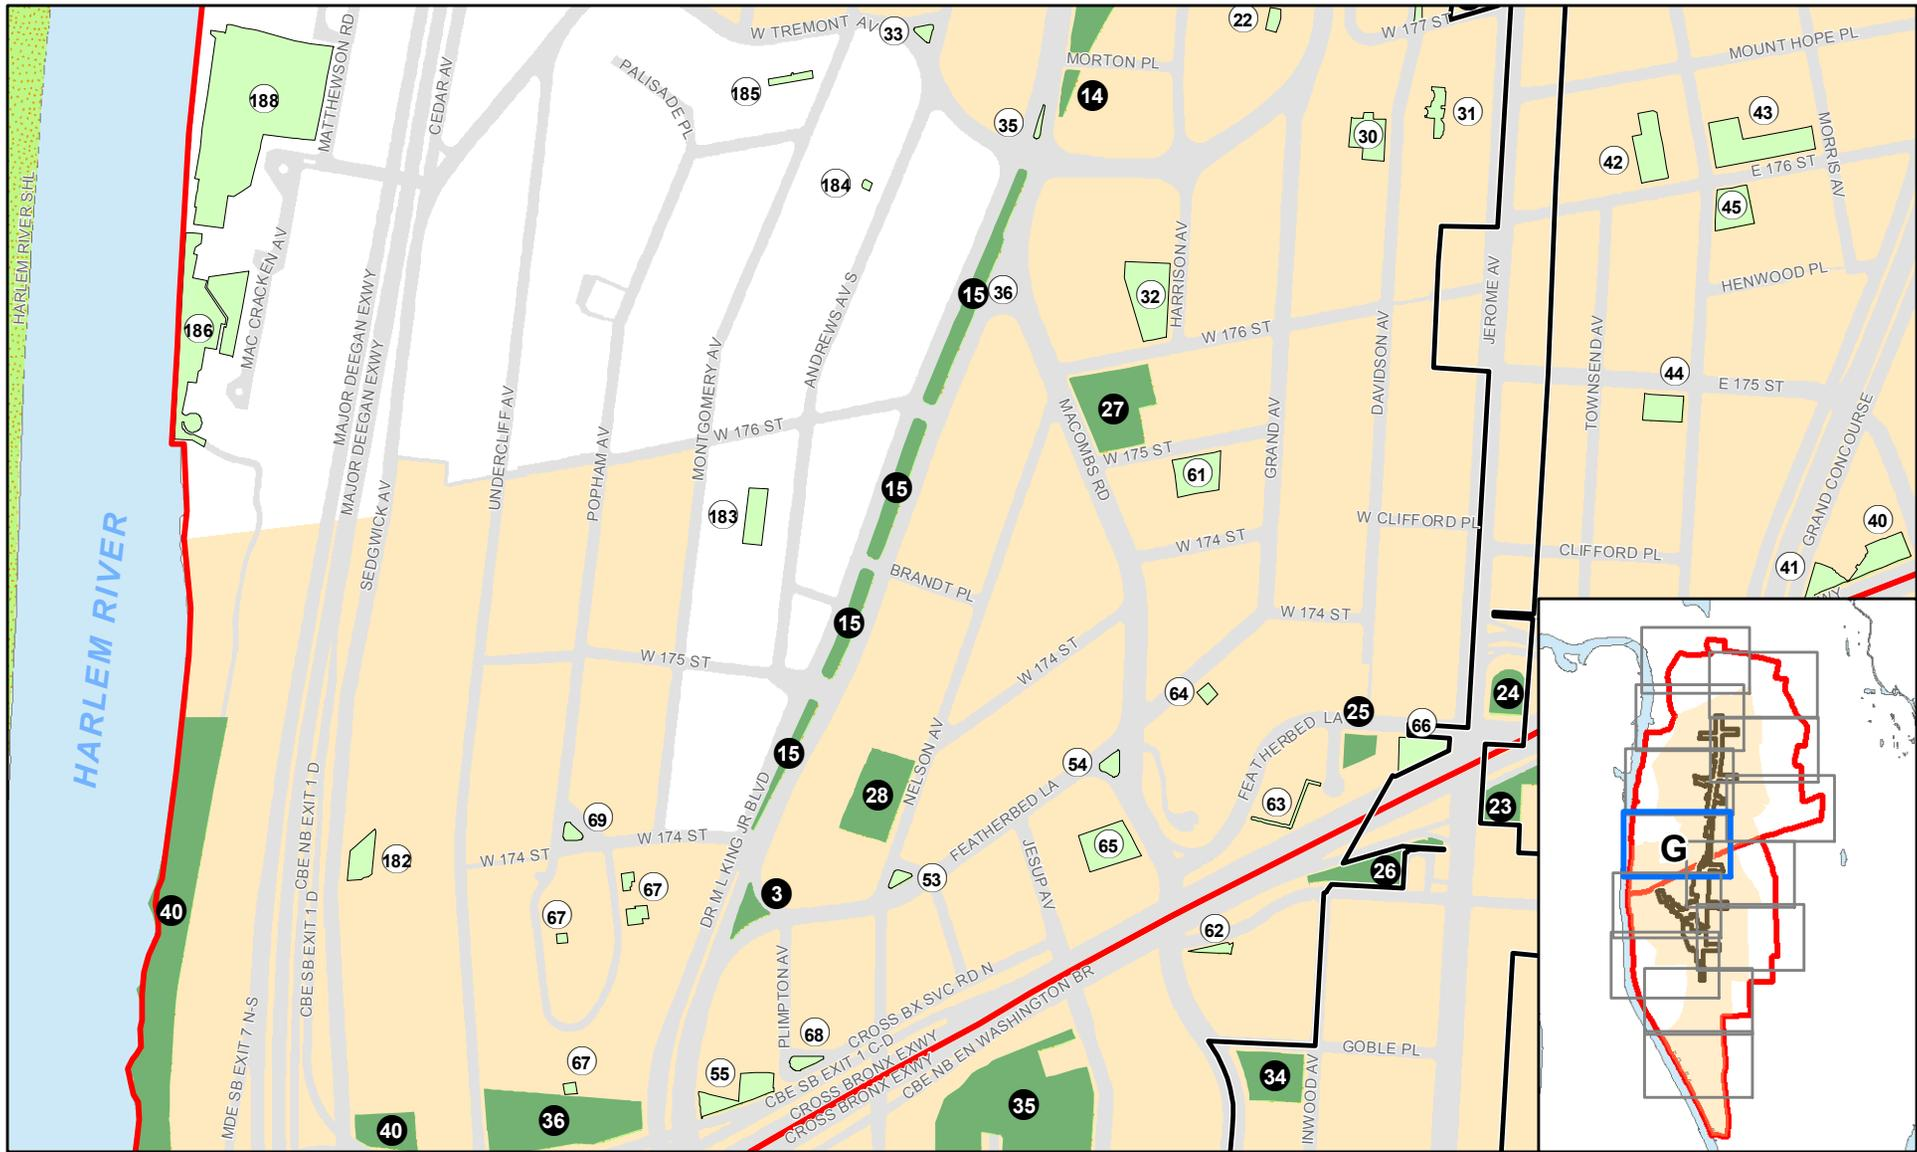 W TREMONT AV
33
22
W 177 ST
MOUNT HOPE PL
MATTHEWSON RD
CEDAR AV
PALISADE PL
MORTON PL
188
185
14
35
30
31
43
42
MORRIS AV
E 176 ST
184
45
HARLEM RIVER SHL
MAC CRACKEN AV
MAJOR DEEGAN EXWY
MAJOR DEEGAN EXWY
ANDREWS AV S
15
36
32
HARRISON AV
JEROME AV
HENWOOD PL
186
W 176 ST
TOWNSEND AV
DAVIDSON AV
44
E 175 ST
UNDERCLIFF AV
POPHAM AV
MONTGOMERY AV
W 176 ST
27
MACOMBS RD
GRAND AV
W 175 ST
61
GRAND CONCOURSE
SEDGWICK AV
183
15
W CLIFFORD PL
CLIFFORD PL
40
41
WY
W 174 ST
HARLEM RIVER
BRANDT PL
15
W 174 ST
W 175 ST
W 174 ST
64
24
25
66
FEATHERBED LA
15
54
NELSON AV
28
63
23
69
W 174 ST
W 174 ST
FEATHERBED LA
65
182
67
53
JESUP AV
26
DR M L KING JR BLVD
3
40
67
62
CBE NB EXIT 1 D
CBE SB EXIT 1 D
PLIMPTON AV
CROSS BX SVC RD N
MDE SB EXIT 7 N-S
68
CBE SB EXIT 1 C-D
CROSS BRONX EXWY
CROSS BRONX EXWY
CBE NB EN WASHINGTON BR
GOBLE PL
67
55
34
INWOOD AV
40
36
35
G